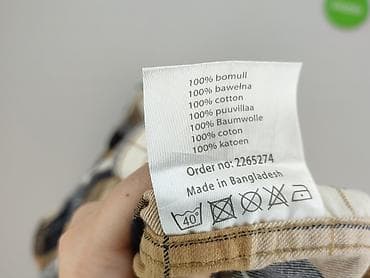 100% bomull
100% bawełna
100% cotton
100% puuvillaa
100% Baumwolle
100% coton
100% katoen
Order no: 2265274
Made in Bangladesh
40°